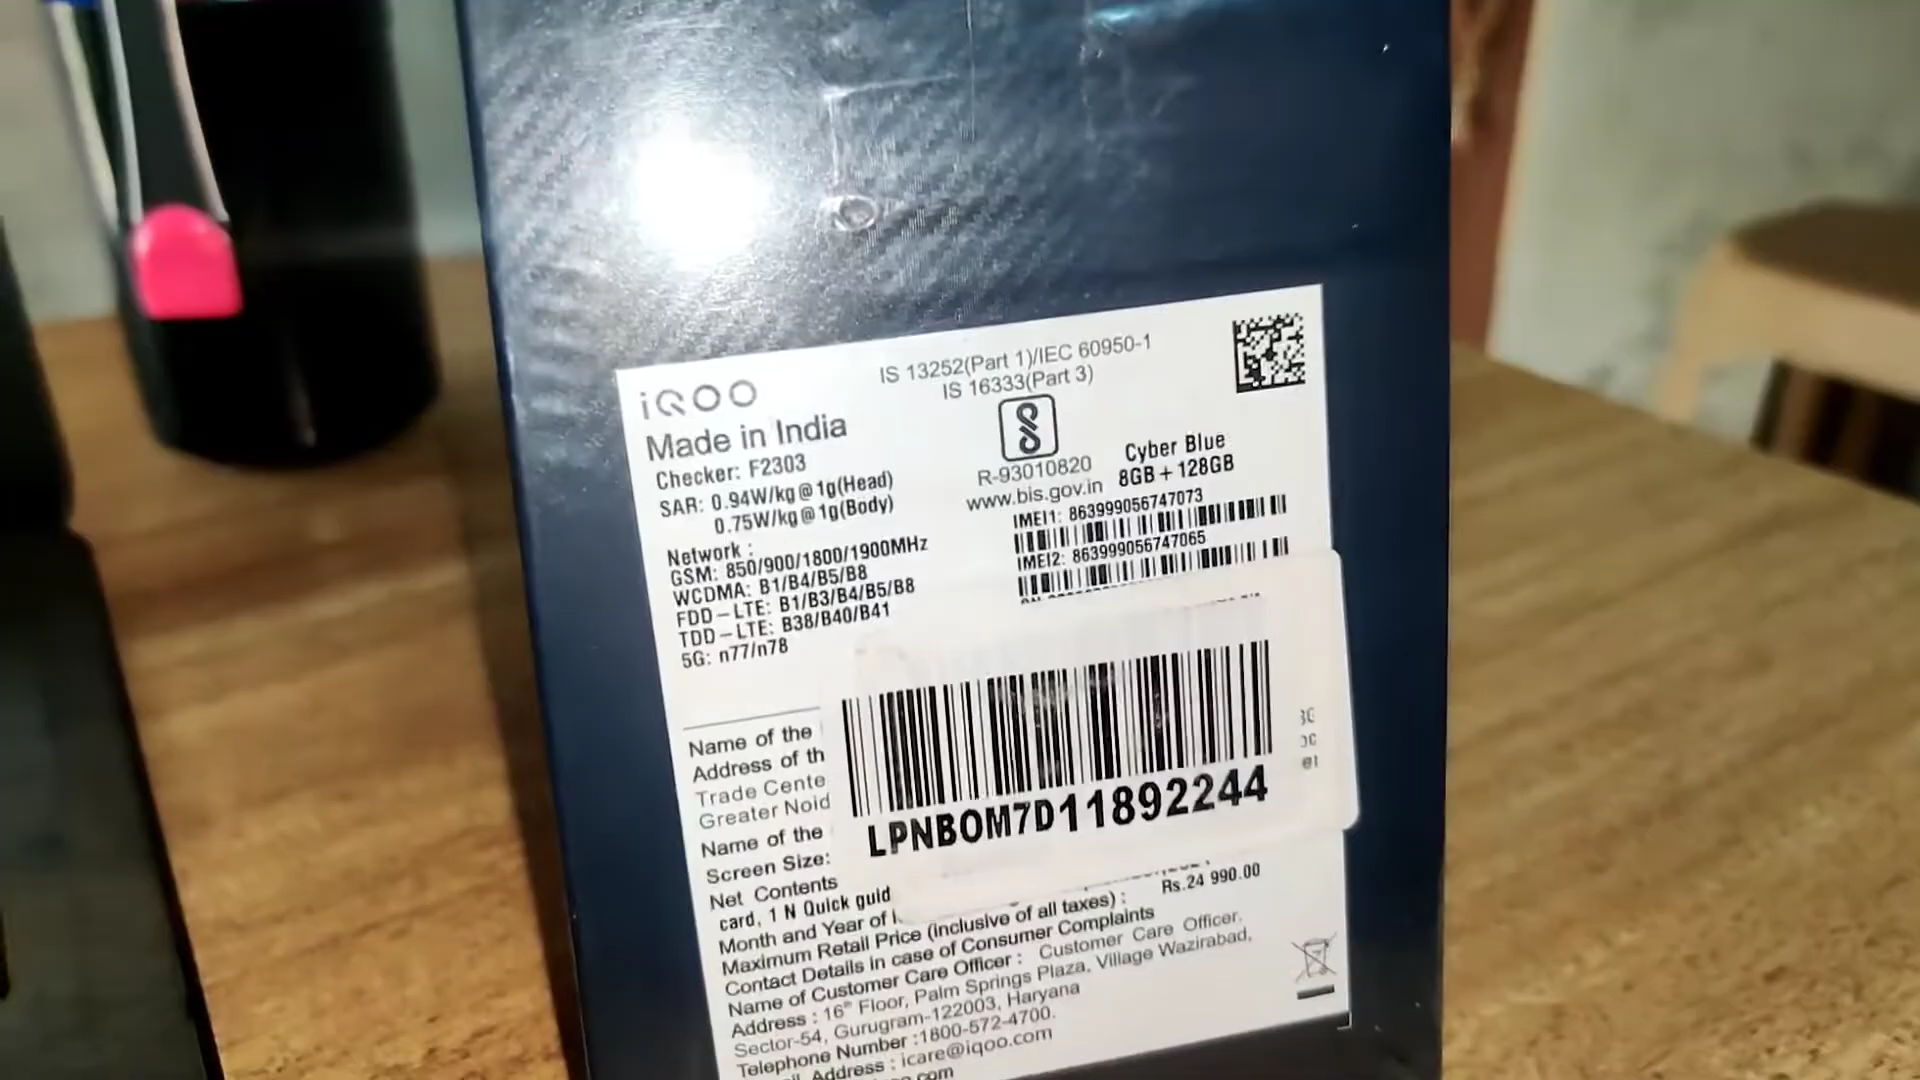 iQOO
Made in India
Checker: F2303
SAR: 0.94W/kg@1g(Head)
0.75W/kg@1g(Body)
Network :
GSM: 850/900/1800/1900MHz
WCDMA: B1/B4/B5/B8
FDD-LTE: B1/B3/B4/B5/B8
TDD-LTE: B38/B40/B41
5G: n77/n78
IS 13252(Part 1)/IEC 60950-1
IS 16333(Part 3)
R-93010820
www.bis.gov.in
Cyber Blue
8GB+128GB
IMEI1: 863999056747073
IMEI2: 863999056747065
LPNBOM7D11892244
Name of the
Address of th
Trade Cente
Greater Noid
Name of the
Screen Size:
Net Contents
card, 1 N Quick guid
Month and Year of
Maximum Retail Price (inclusive of all taxes) : Rs.24 990.00
Contact Details in case of Consumer Complaints
Name of Customer Care Officer : Customer Care Officer.
Address : 16th Floor, Palm Springs Plaza, Village Wazirabad,
Sector-54, Gurugram-122003, Haryana
Telephone Number :1800-572-4700.
Address : icare@iqoo.com